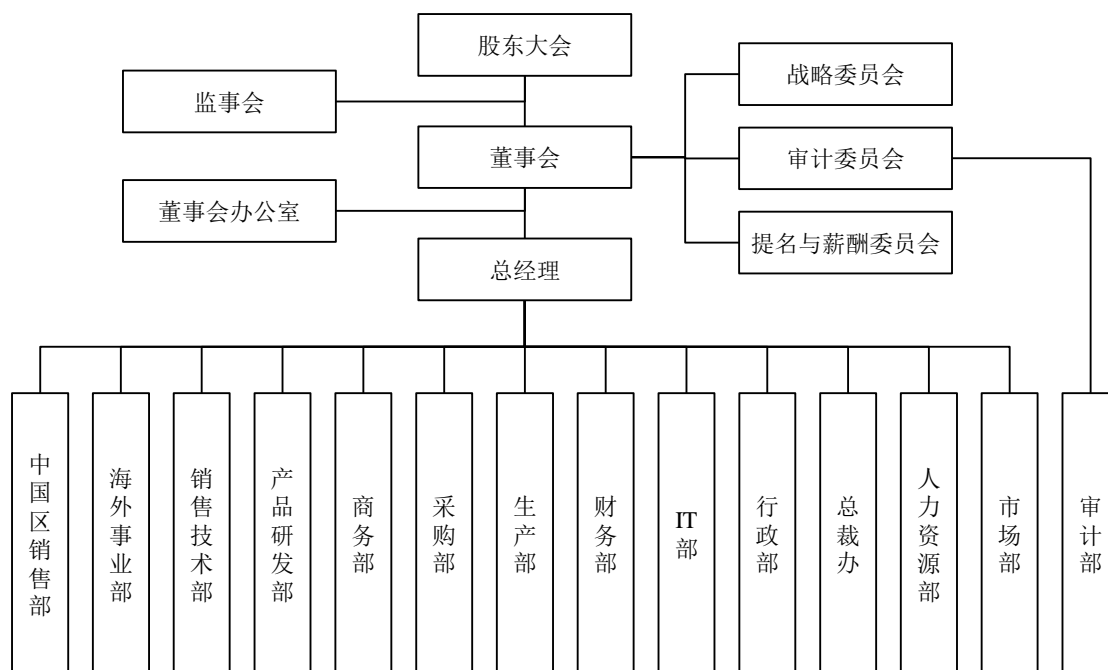 股东大会
战略委员会
监事会
董事会
审计委员会
董事会办公室
提名与薪酬委员会
总经理
中国区销售部
海外事业部
销售技术部
产品研发部
商务部
采购部
生产部
财务部
IT部
行政部
总裁办
人力资源部
市场部
审计部